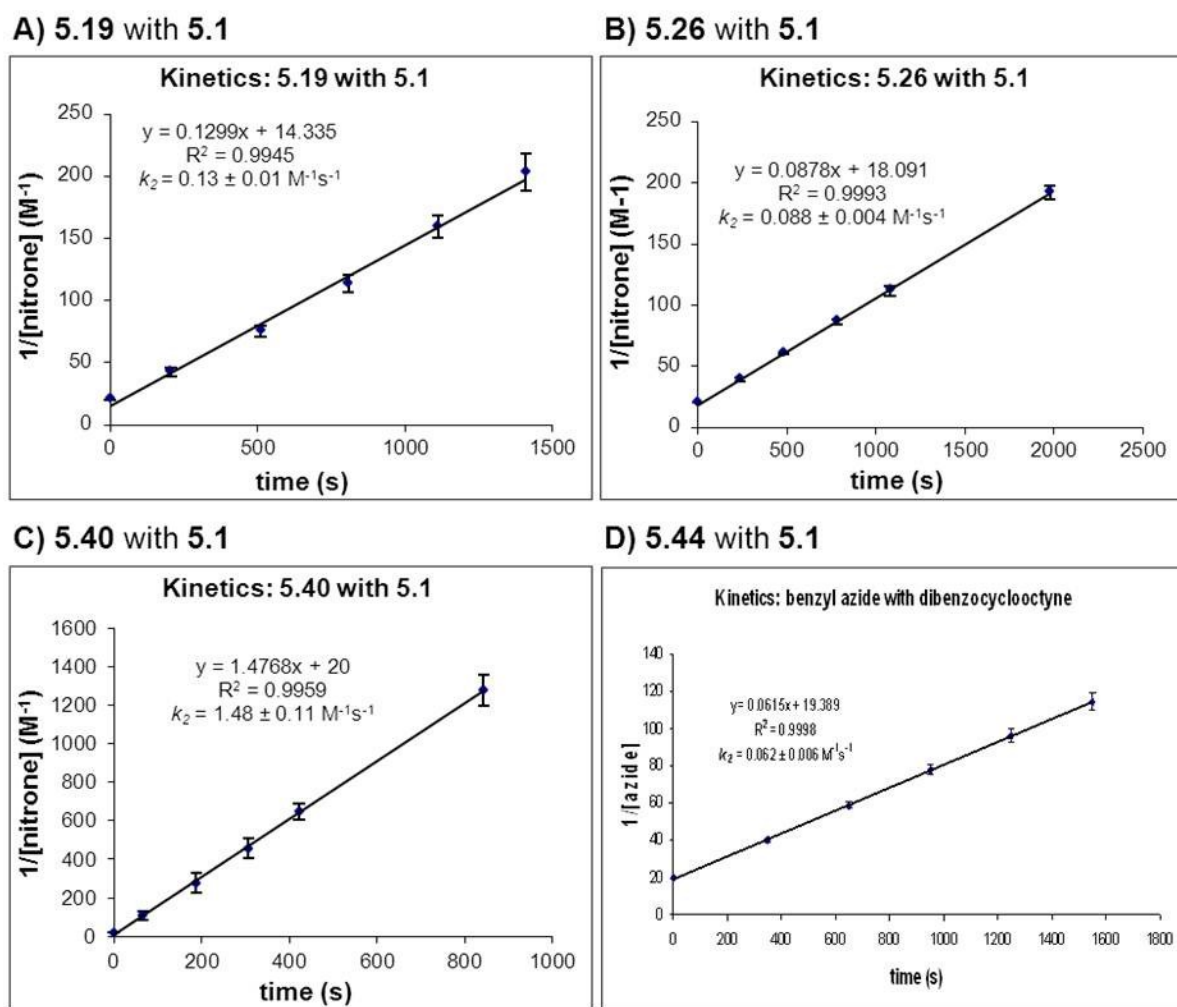 A) 5.19 with 5.1
Kinetics: 5.19 with 5.1
y = 0.1299x + 14.335
R² = 0.9945
k₂ = 0.13 ± 0.01 M⁻¹s⁻¹
1/[nitrone] (M⁻¹)
250
200
150
100
50
0
0 500 1000 1500
time (s)
B) 5.26 with 5.1
Kinetics: 5.26 with 5.1
y = 0.0878x + 18.091
R² = 0.9993
k₂ = 0.088 ± 0.004 M⁻¹s⁻¹
1/[nitrone] (M-1)
250
200
150
100
50
0
0 500 1000 1500 2000 2500
time (s)
C) 5.40 with 5.1
Kinetics: 5.40 with 5.1
y = 1.4768x + 20
R² = 0.9959
k₂ = 1.48 ± 0.11 M⁻¹s⁻¹
1/[nitrone] (M⁻¹)
1600
1400
1200
1000
800
600
400
200
0
0 200 400 600 800 1000
time (s)
D) 5.44 with 5.1
Kinetics: benzyl azide with dibenzocyclooctyne
y = 0.0615x + 19.389
R² = 0.9998
k₂ = 0.062 ± 0.006 M⁻¹s⁻¹
1/[azide]
140
120
100
80
60
40
20
0
0 200 400 600 800 1000 1200 1400 1600 1800
time (s)